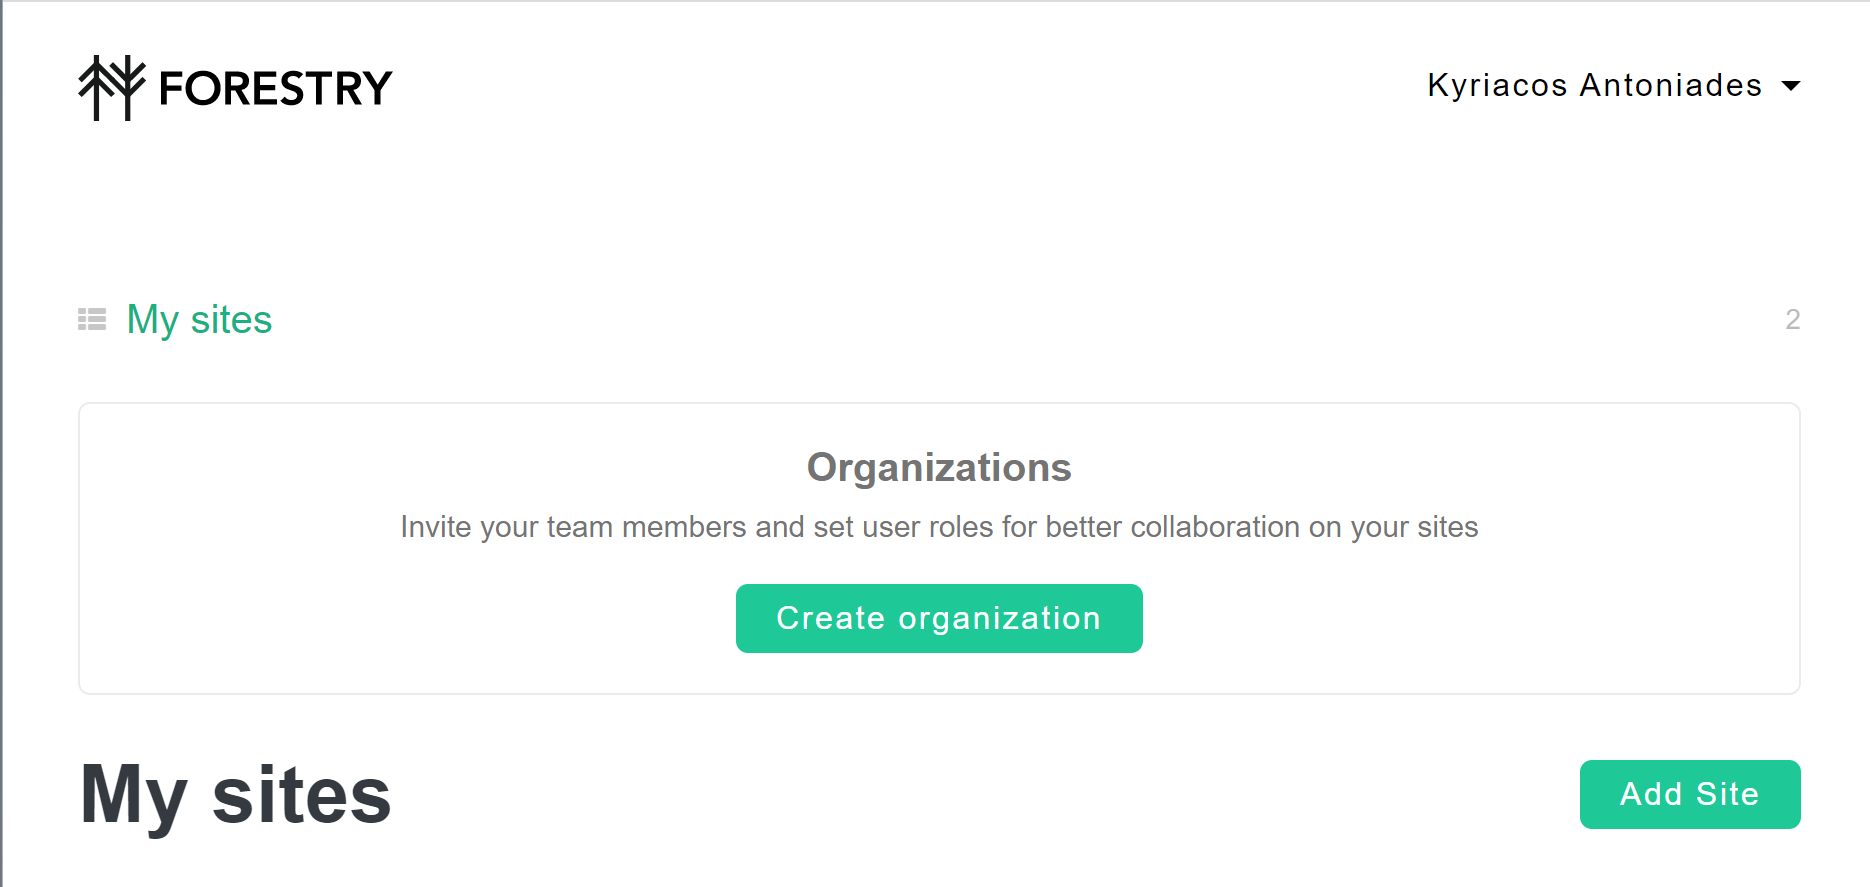 FORESTRY
Kyriacos Antoniades
My sites
2
Organizations
Invite your team members and set user roles for better collaboration on your sites
Create organization
My sites
Add Site